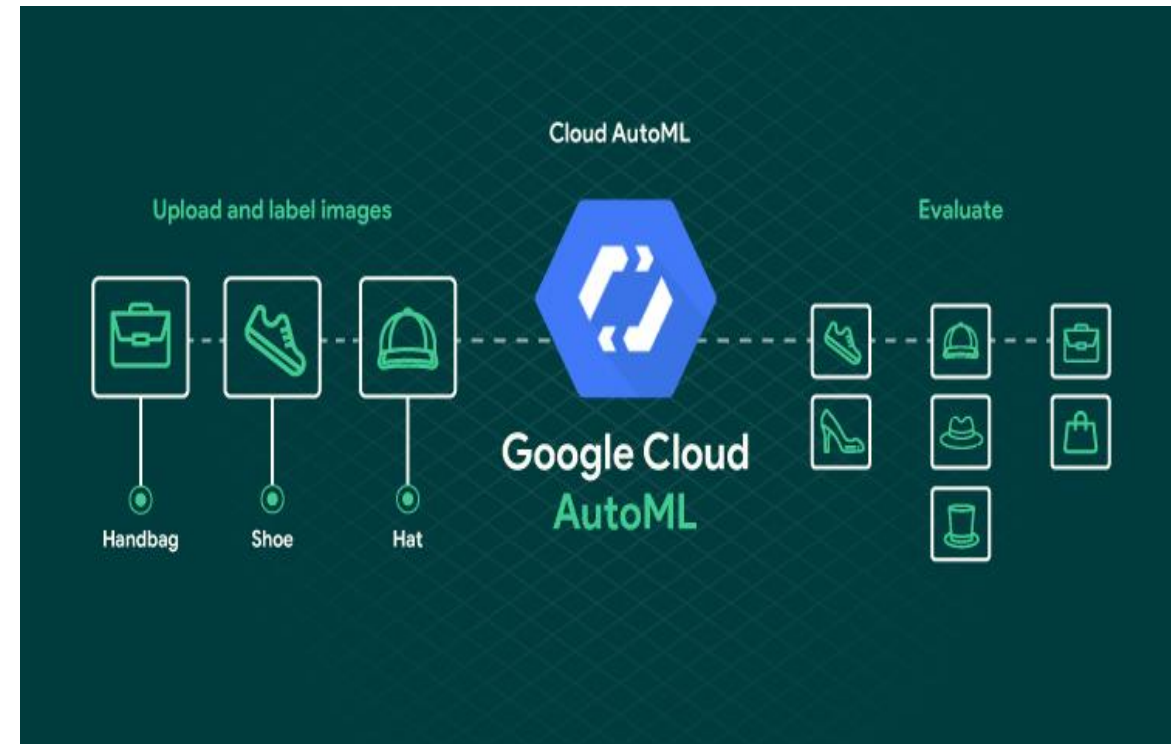 Cloud AutoML
Upload and label images
Evaluate
Google Cloud
AutoML
Handbag
Shoe
Hat